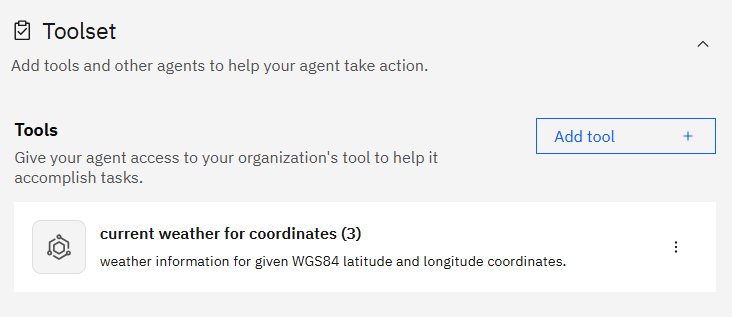 Toolset
Add tools and other agents to help your agent take action.
Tools
Add tool +
Give your agent access to your organization's tool to help it
accomplish tasks.
current weather for coordinates (3)
weather information for given WGS84 latitude and longitude coordinates.